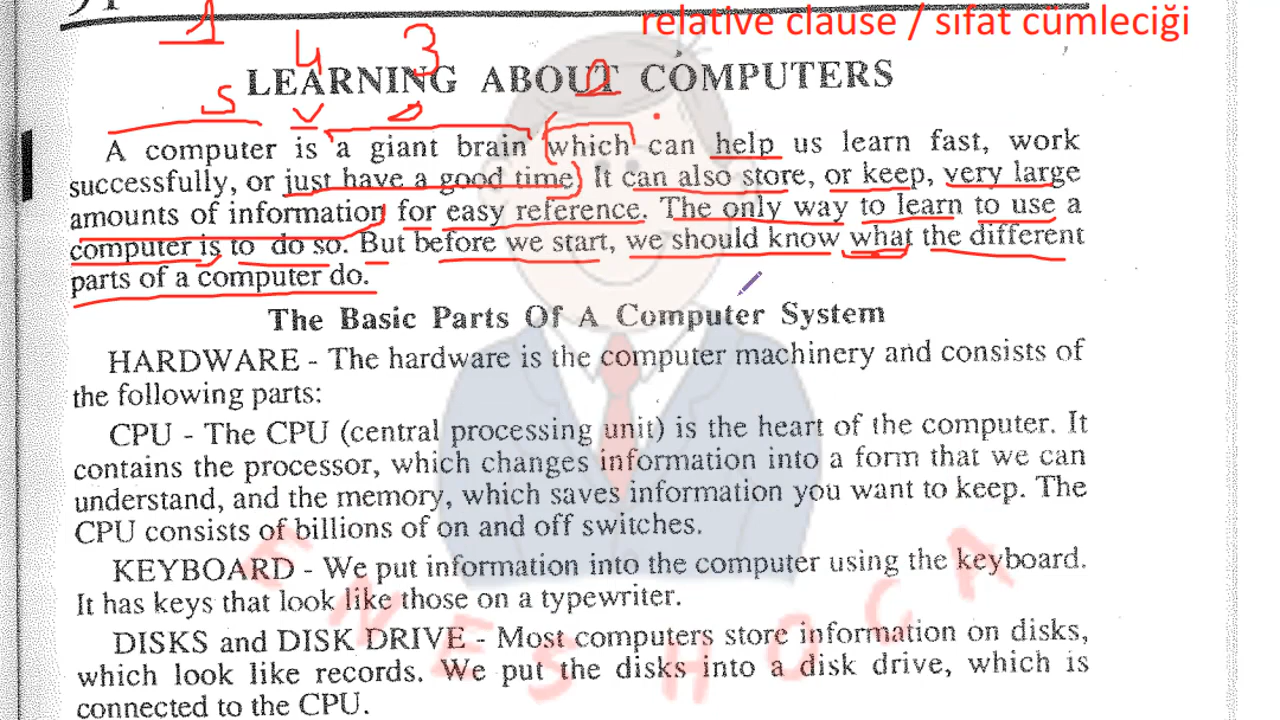 relative clause / sıfat cümleciği
1
4
3
LEARNING ABOUT COMPUTERS
2
S
V
A computer is a giant brain which can help us learn fast, work
successfully, or just have a good time. It can also store, or keep, very large
amounts of information for easy reference. The only way to learn to use a
computer is to do so. But before we start, we should know what the different
parts of a computer do.
The Basic Parts Of A Computer System
HARDWARE - The hardware is the computer machinery and consists of
the following parts:
CPU - The CPU (central processing unit) is the heart of the computer. It
contains the processor, which changes information into a form that we can
understand, and the memory, which saves information you want to keep. The
CPU consists of billions of on and off switches.
KEYBOARD - We put information into the computer using the keyboard.
It has keys that look like those on a typewriter.
DISKS and DISK DRIVE - Most computers store information on disks,
which look like records. We put the disks into a disk drive, which is
connected to the CPU.
ENES HOCA